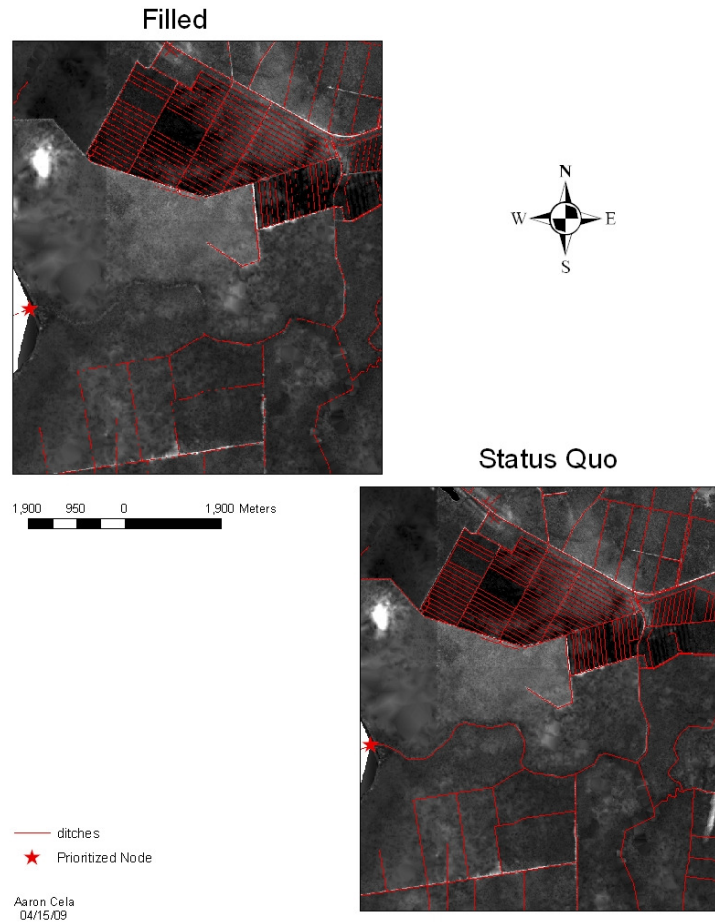 Filled
N
W E
S
Status Quo
1,900 950 0 1,900 Meters
ditches
Prioritized Node
Aaron Cela
04/15/09